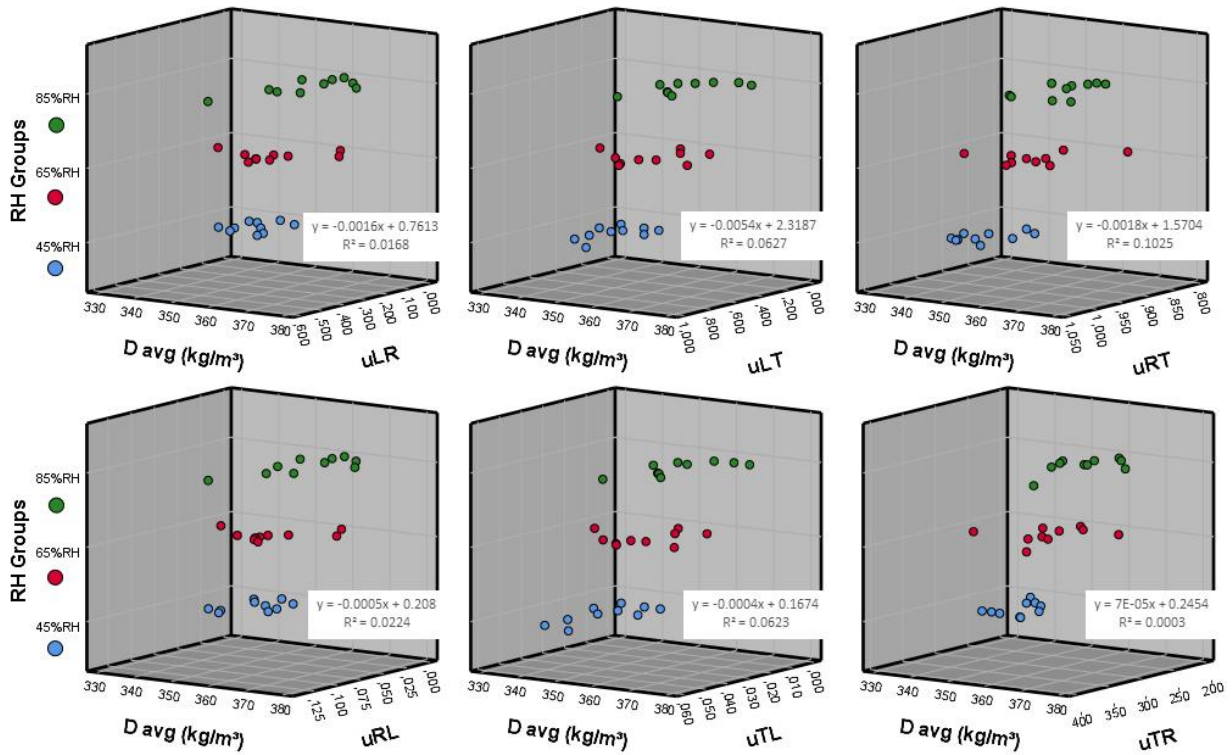 RH Groups
85%RH
65%RH
45%RH
y = -0.0016x + 0.7613
R² = 0.0168
330 340 350 360 370 380
D avg (kg/m³)
,600 ,500 ,400 ,300 ,200 ,100 ,000
uLR
y = -0.0054x + 2.3187
R² = 0.0627
330 340 350 360 370 380
D avg (kg/m³)
1,000 ,800 ,600 ,400 ,200 ,000
uLT
y = -0.0018x + 1.5704
R² = 0.1025
330 340 350 360 370 380
D avg (kg/m³)
1,050 1,000 ,950 ,900 ,850 ,800
uRT
RH Groups
85%RH
65%RH
45%RH
y = -0.0005x + 0.208
R² = 0.0224
330 340 350 360 370 380
D avg (kg/m³)
,125 ,100 ,075 ,050 ,025 ,000
uRL
y = -0.0004x + 0.1674
R² = 0.0623
330 340 350 360 370 380
D avg (kg/m³)
,060 ,050 ,040 ,030 ,020 ,010 ,000
uTL
y = 7E-05x + 0.2454
R² = 0.0003
330 340 350 360 370 380
D avg (kg/m³)
400 350 300 250 200
uTR